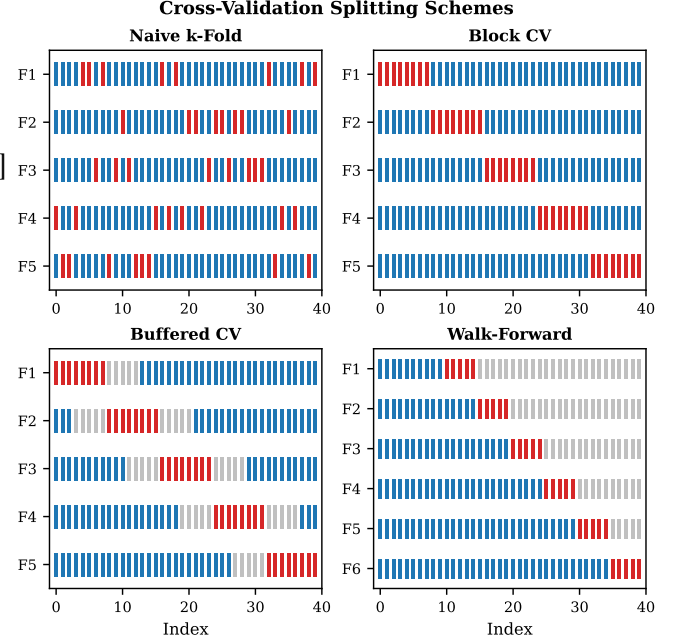 Cross-Validation Splitting Schemes
Naive k-Fold
F1
F2
F3
F4
F5
0 10 20 30 40
Block CV
F1
F2
F3
F4
F5
0 10 20 30 40
]
Buffered CV
F1
F2
F3
F4
F5
0 10 20 30 40
Index
Walk-Forward
F1
F2
F3
F4
F5
F6
0 10 20 30 40
Index